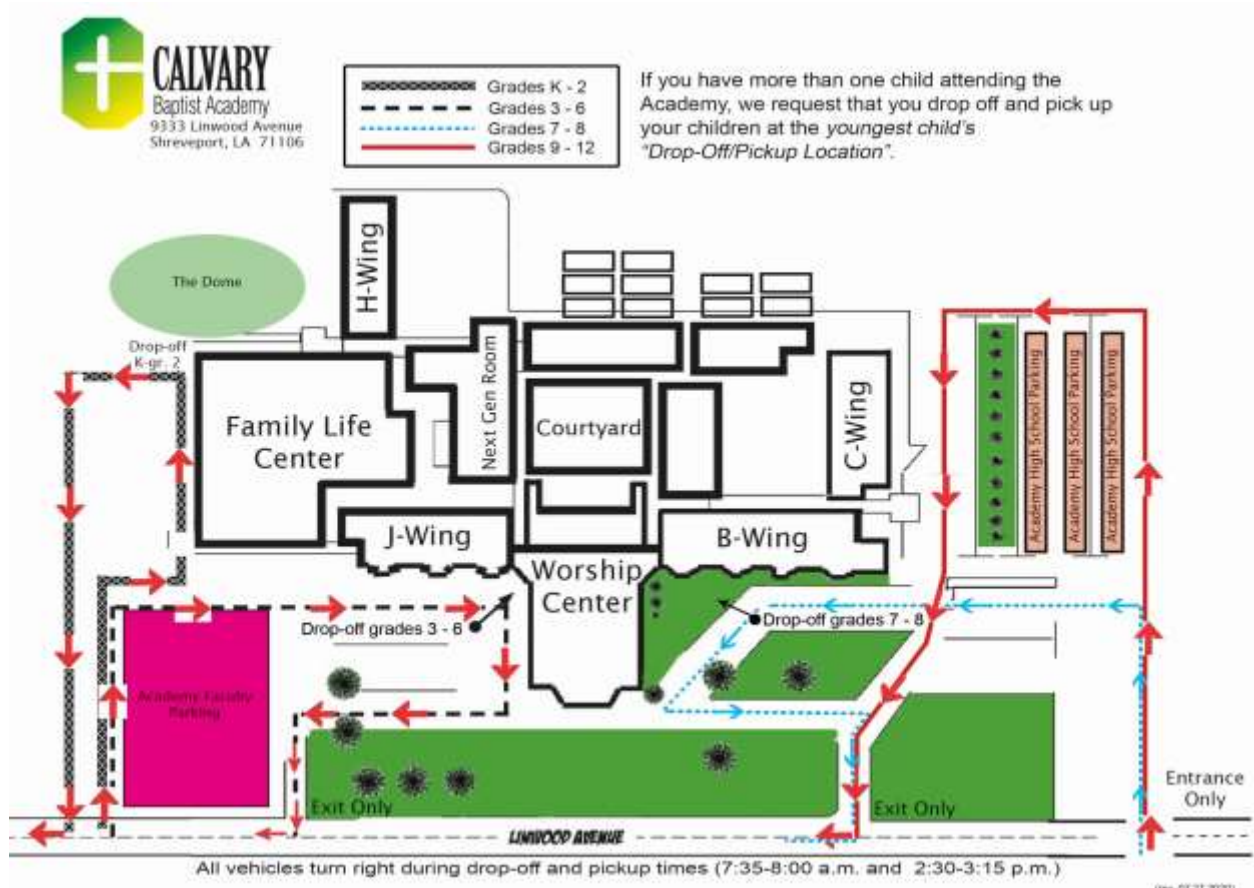 CALVARY
Baptist Academy
9333 Linwood Avenue
Shreveport, LA 71106
Grades K - 2
Grades 3 - 6
Grades 7 - 8
Grades 9 - 12
If you have more than one child attending the
Academy, we request that you drop off and pick up
your children at the youngest child's
"Drop-Off/Pickup Location".
H-Wing
The Dome
Drop-off
K-gr. 2
Family Life
Center
Next Gen Room
Courtyard
C-Wing
Academy High School Parking
Academy High School Parking
Academy High School Parking
J-Wing
B-Wing
Worship
Center
Drop-off grades 3 - 6
Drop-off grades 7 - 8
Academy Faculty
Parking
Entrance
Only
Exit Only
Exit Only
LINWOOD AVENUE
All vehicles turn right during drop-off and pickup times (7:35-8:00 a.m. and 2:30-3:15 p.m.)